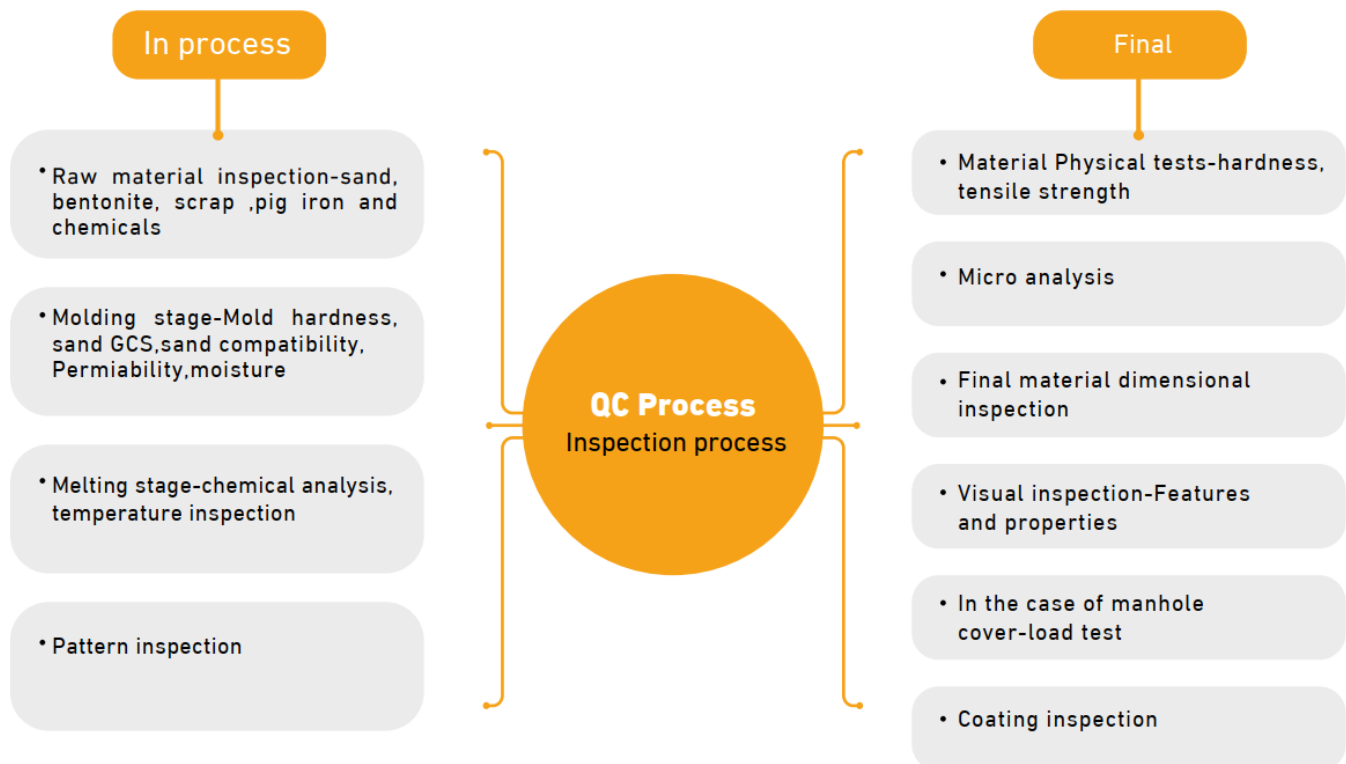 In process
• Raw material inspection-sand,
bentonite, scrap ,pig iron and
chemicals
• Molding stage-Mold hardness,
sand GCS,sand compatibility,
Permiability,moisture
• Melting stage-chemical analysis,
temperature inspection
• Pattern inspection
QC Process
Inspection process
Final
• Material Physical tests-hardness,
tensile strength
• Micro analysis
• Final material dimensional
inspection
• Visual inspection-Features
and properties
• In the case of manhole
cover-load test
• Coating inspection